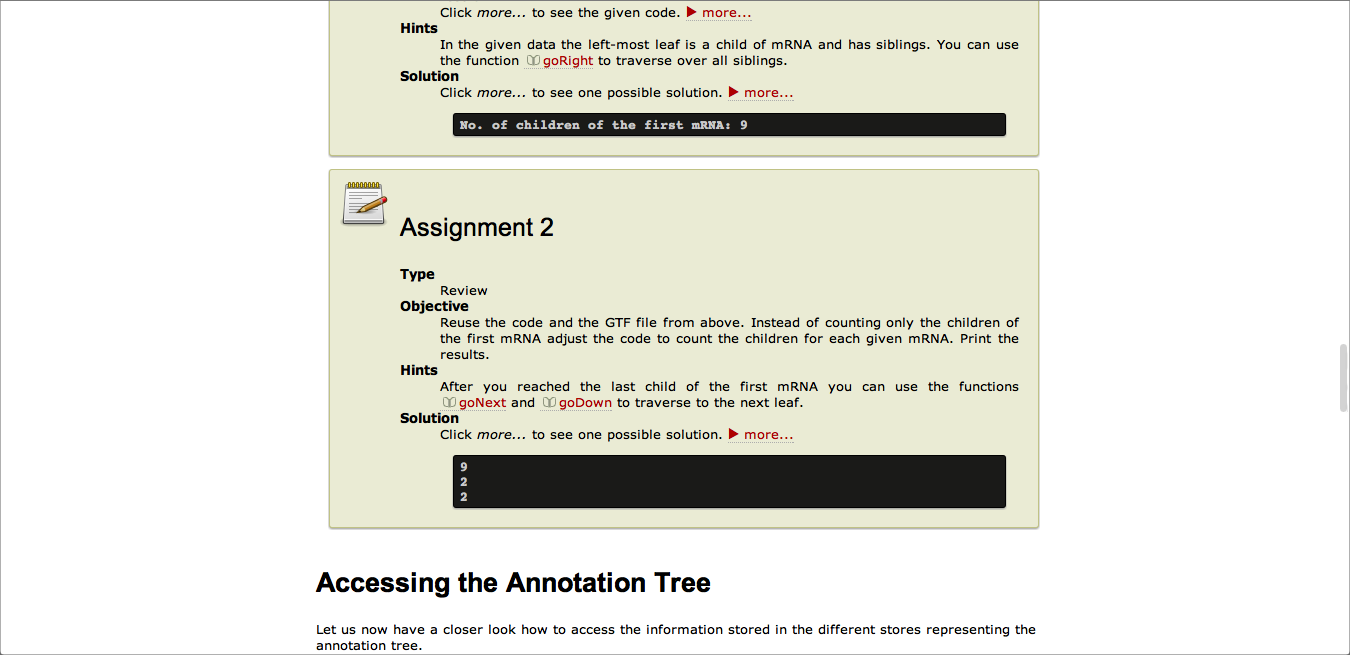 Click more... to see the given code. ▶ more...
Hints
In the given data the left-most leaf is a child of mRNA and has siblings. You can use
the function goRight to traverse over all siblings.
Solution
Click more... to see one possible solution. ▶ more...
No. of children of the first mRNA: 9
Assignment 2
Type
Review
Objective
Reuse the code and the GTF file from above. Instead of counting only the children of
the first mRNA adjust the code to count the children for each given mRNA. Print the
results.
Hints
After you reached the last child of the first mRNA you can use the functions
goNext and goDown to traverse to the next leaf.
Solution
Click more... to see one possible solution. ▶ more...
9
2
2
Accessing the Annotation Tree
Let us now have a closer look how to access the information stored in the different stores representing the
annotation tree.